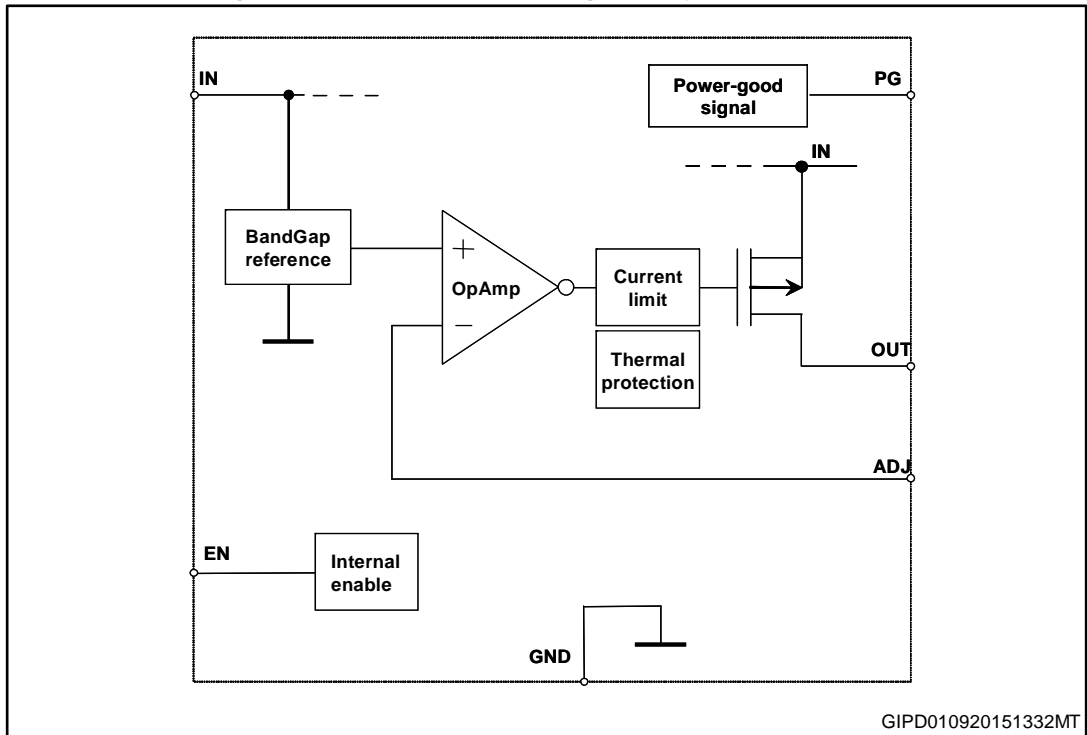 IN
Power-good
signal
PG
IN
BandGap
reference
+
OpAmp
−
Current
limit
Thermal
protection
OUT
ADJ
EN
Internal
enable
GND
GIPD010920151332MT